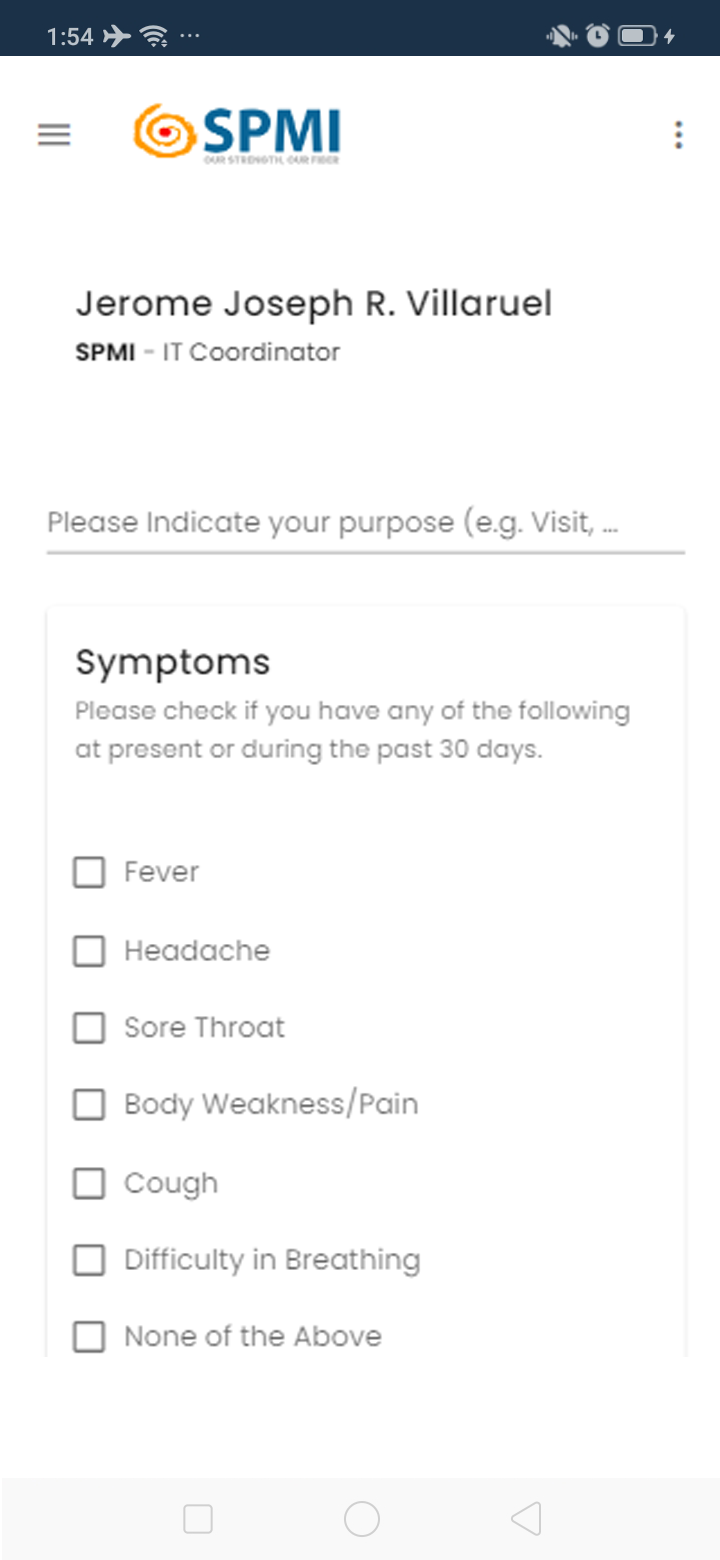 1:54
SPMI
OUR STRENGTH, OUR FIBER
Jerome Joseph R. Villaruel
SPMI - IT Coordinator
Please Indicate your purpose (e.g. Visit, ...
Symptoms
Please check if you have any of the following
at present or during the past 30 days.
Fever
Headache
Sore Throat
Body Weakness/Pain
Cough
Difficulty in Breathing
None of the Above